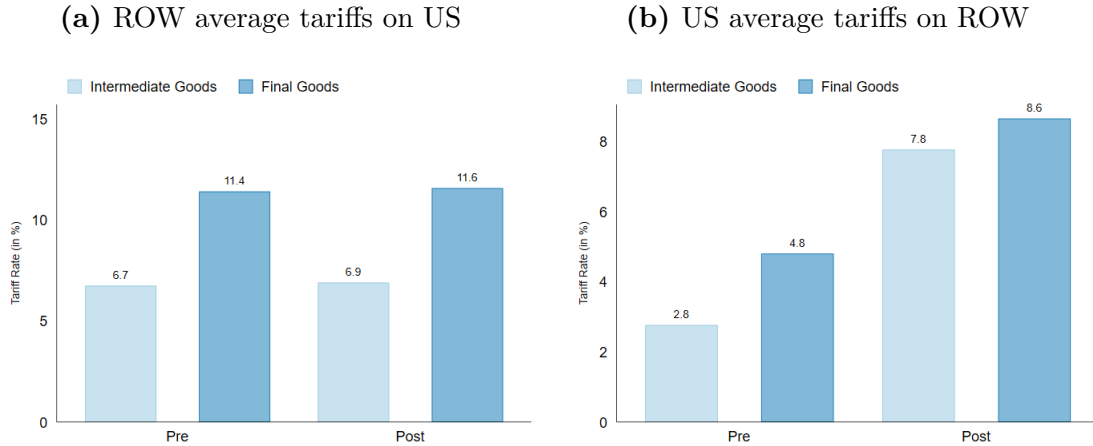 (a) ROW average tariffs on US
Intermediate Goods Final Goods
Tariff Rate (in %)
15
10
5
0
6.7
11.4
6.9
11.6
Pre
Post
(b) US average tariffs on ROW
Intermediate Goods Final Goods
Tariff Rate (in %)
8
6
4
2
0
2.8
4.8
7.8
8.6
Pre
Post